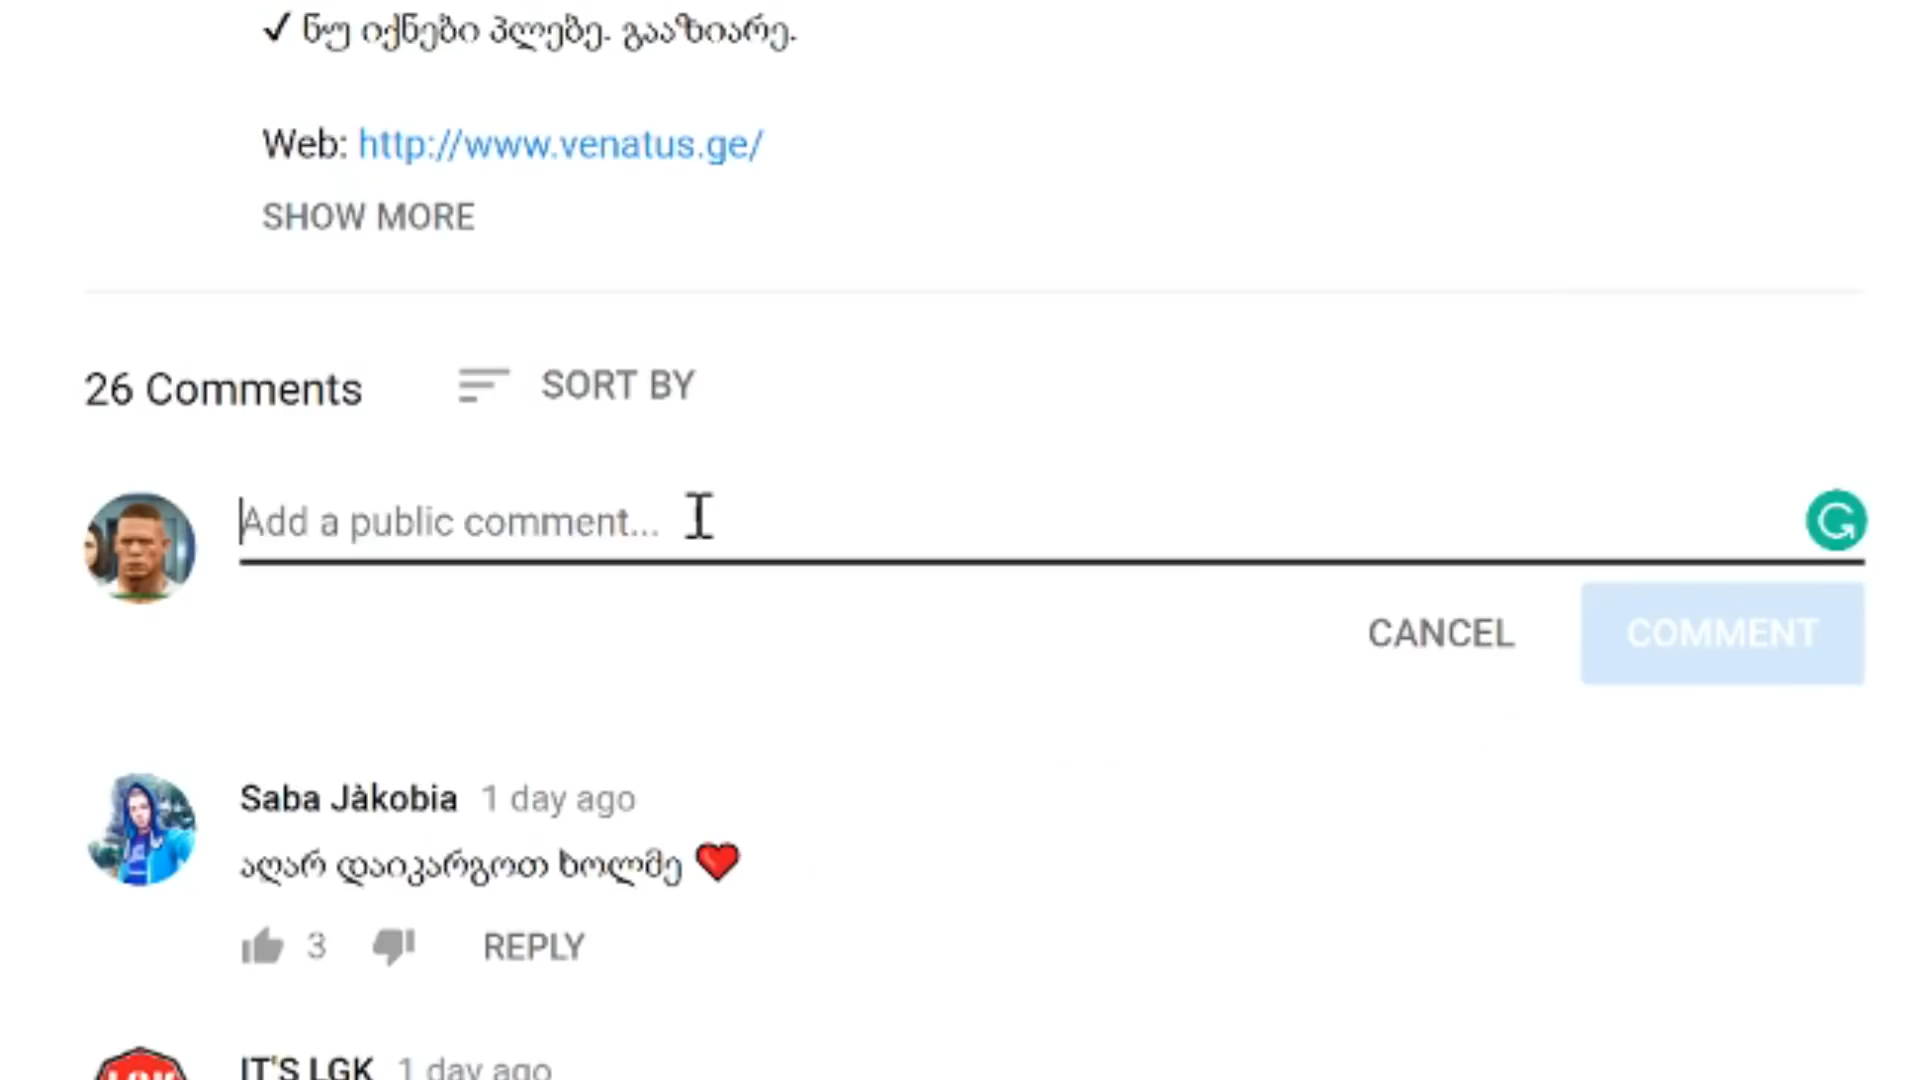 ✓ ნუ იქნები პლებე. გააზიარე.
Web: http://www.venatus.ge/
SHOW MORE
26 Comments SORT BY
Add a public comment...
CANCEL COMMENT
Saba Jàkobia 1 day ago
აღარ დაიკარგოთ ხოლმე ❤️
3 REPLY
IT'S LGK 1 day ago